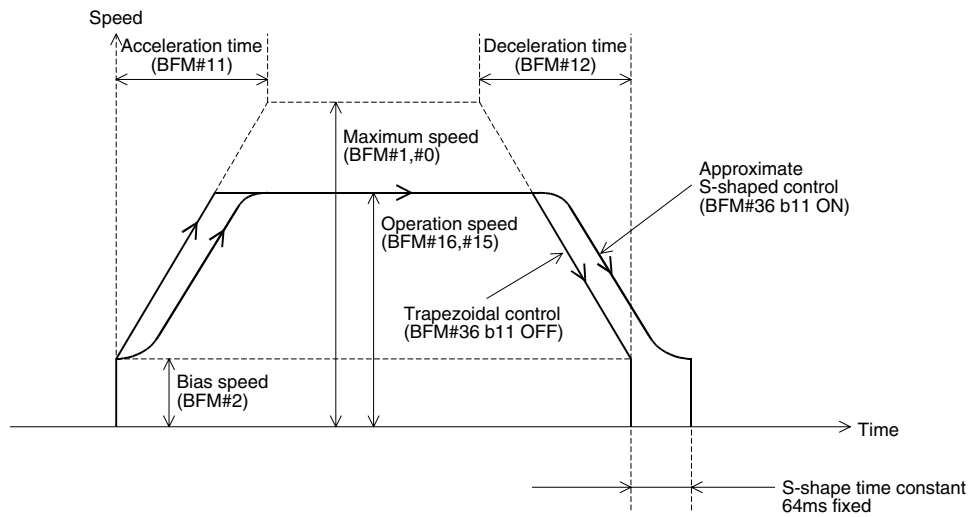 Speed
Acceleration time
(BFM#11)
Deceleration time
(BFM#12)
Maximum speed
(BFM#1,#0)
Approximate
S-shaped control
(BFM#36 b11 ON)
Operation speed
(BFM#16,#15)
Trapezoidal control
(BFM#36 b11 OFF)
Bias speed
(BFM#2)
Time
S-shape time constant
64ms fixed